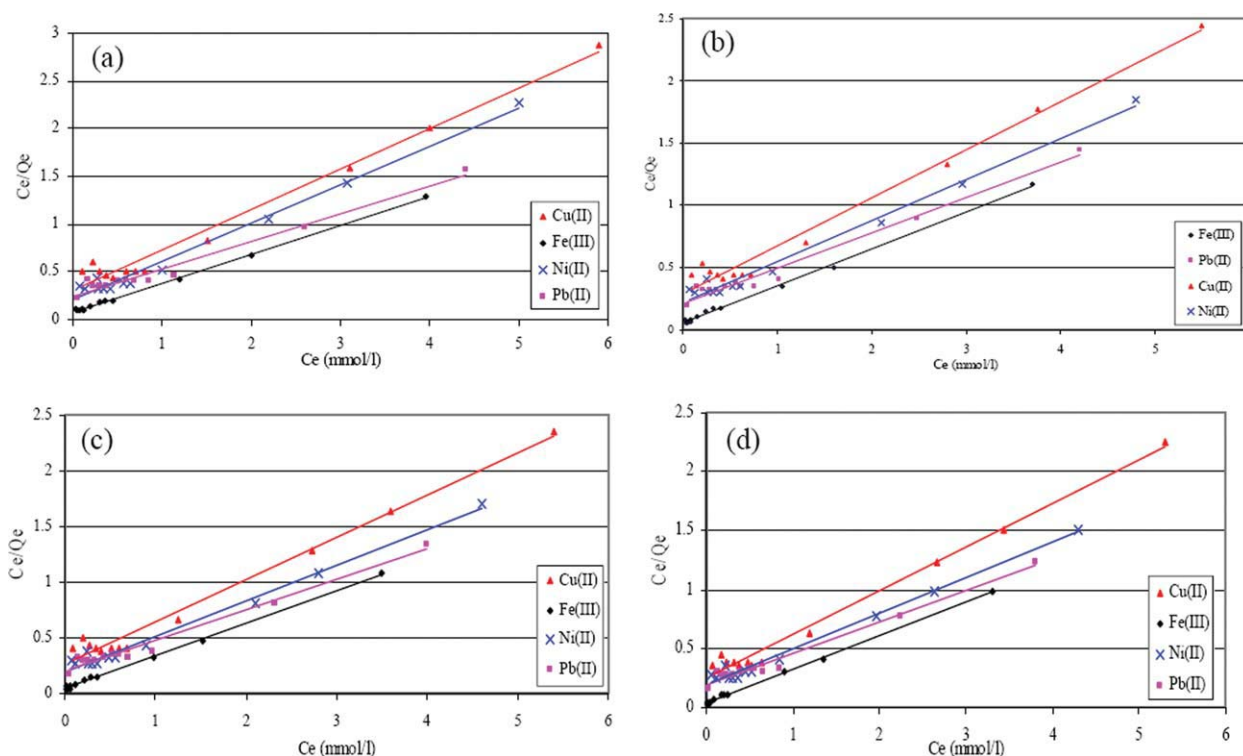 (a)
3
2.5
2
1.5
1
0.5
0
Ce/Qe
0 1 2 3 4 5 6
Ce (mmol/l)
Cu(II)
Fe(III)
Ni(II)
Pb(II)
(b)
2.5
2
1.5
1
0.5
0
Ce/Qe
0 1 2 3 4 5
Ce (mmol/l)
Fe(III)
Pb(II)
Cu(II)
Ni(II)
(c)
2.5
2
1.5
1
0.5
0
Ce/Qe
0 1 2 3 4 5 6
Ce (mmol/l)
Cu(II)
Fe(III)
Ni(II)
Pb(II)
(d)
2.5
2
1.5
1
0.5
0
Ce/Qe
0 1 2 3 4 5 6
Ce (mmol/l)
Cu(II)
Fe(III)
Ni(II)
Pb(II)